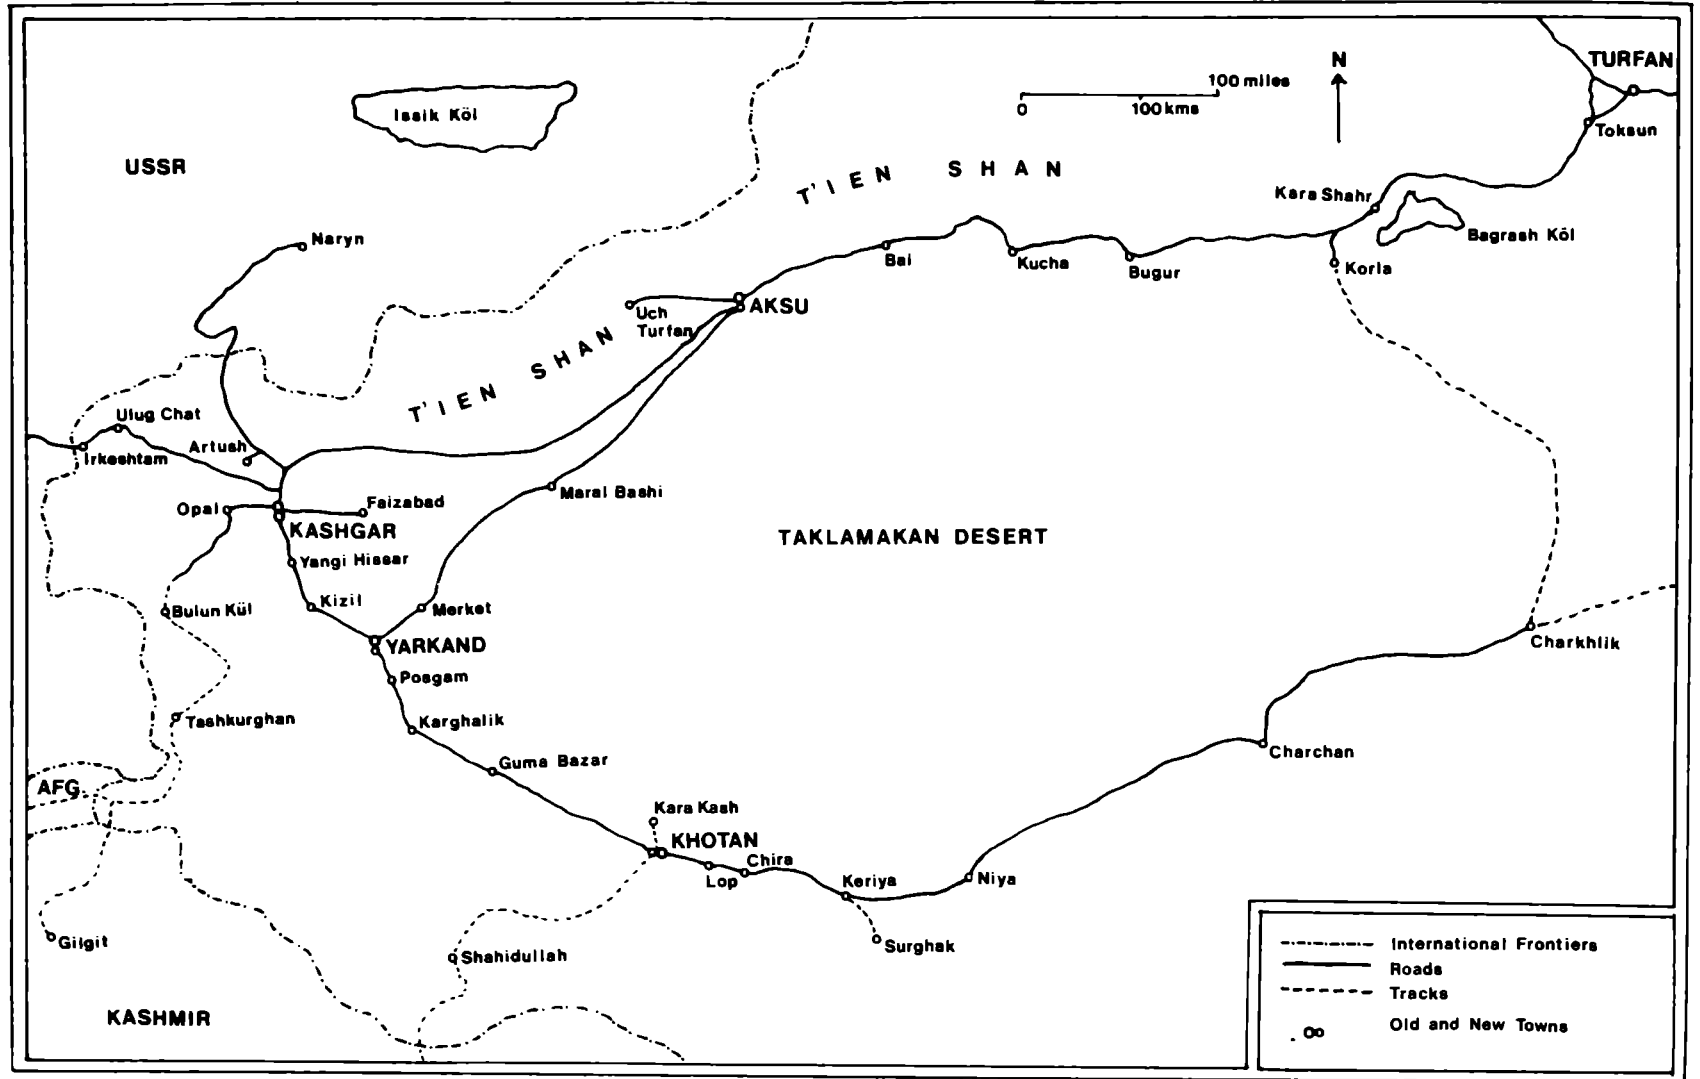 TURFAN
N
100 miles
0
100 kms
Issik Köl
Toksun
USSR
T'IEN SHAN
Kara Shahr
Naryn
Bagrash Köl
Bai
Kucha
Bugur
Korla
Uch
Turfan
AKSU
T'IEN SHAN
Ulug Chat
Artush
Irkeshtam
Maral Bashi
Opal
Faizabad
KASHGAR
TAKLAMAKAN DESERT
Yangi Hissar
Kizil
Bulun Kül
Merket
YARKAND
Charkhlik
Posgam
Tashkurghan
Karghalik
Charchan
Guma Bazar
AFG.
Kara Kash
KHOTAN
Chira
Lop
Keriya
Niya
Gilgit
Surghak
Shahidullah
KASHMIR
International Frontiers
Roads
Tracks
Old and New Towns